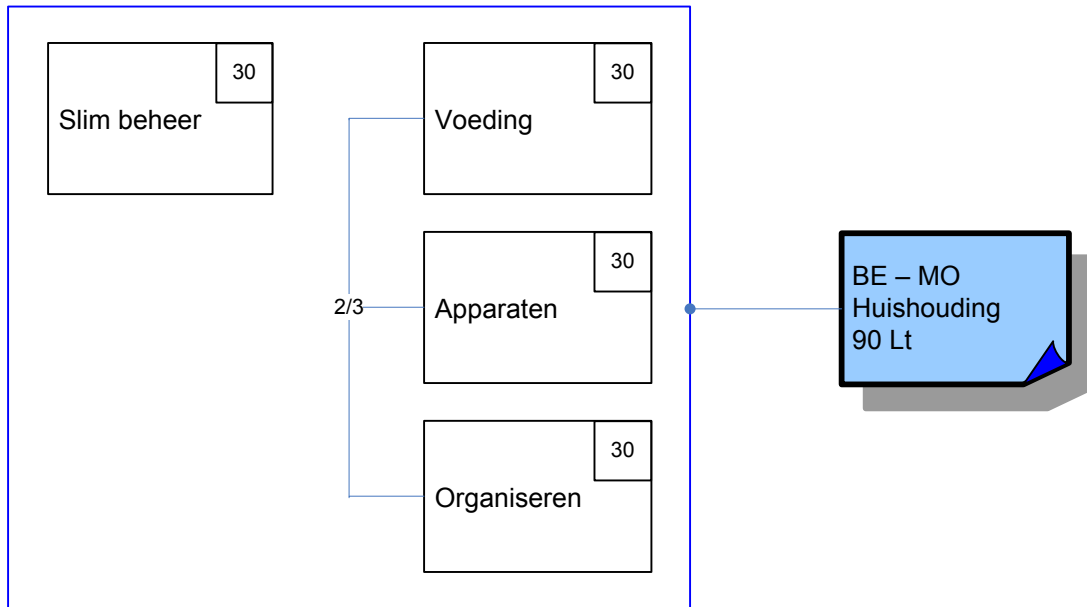 30
Slim beheer
30
Voeding
30
2/3
Apparaten
30
Organiseren
BE – MO
Huishouding
90 Lt